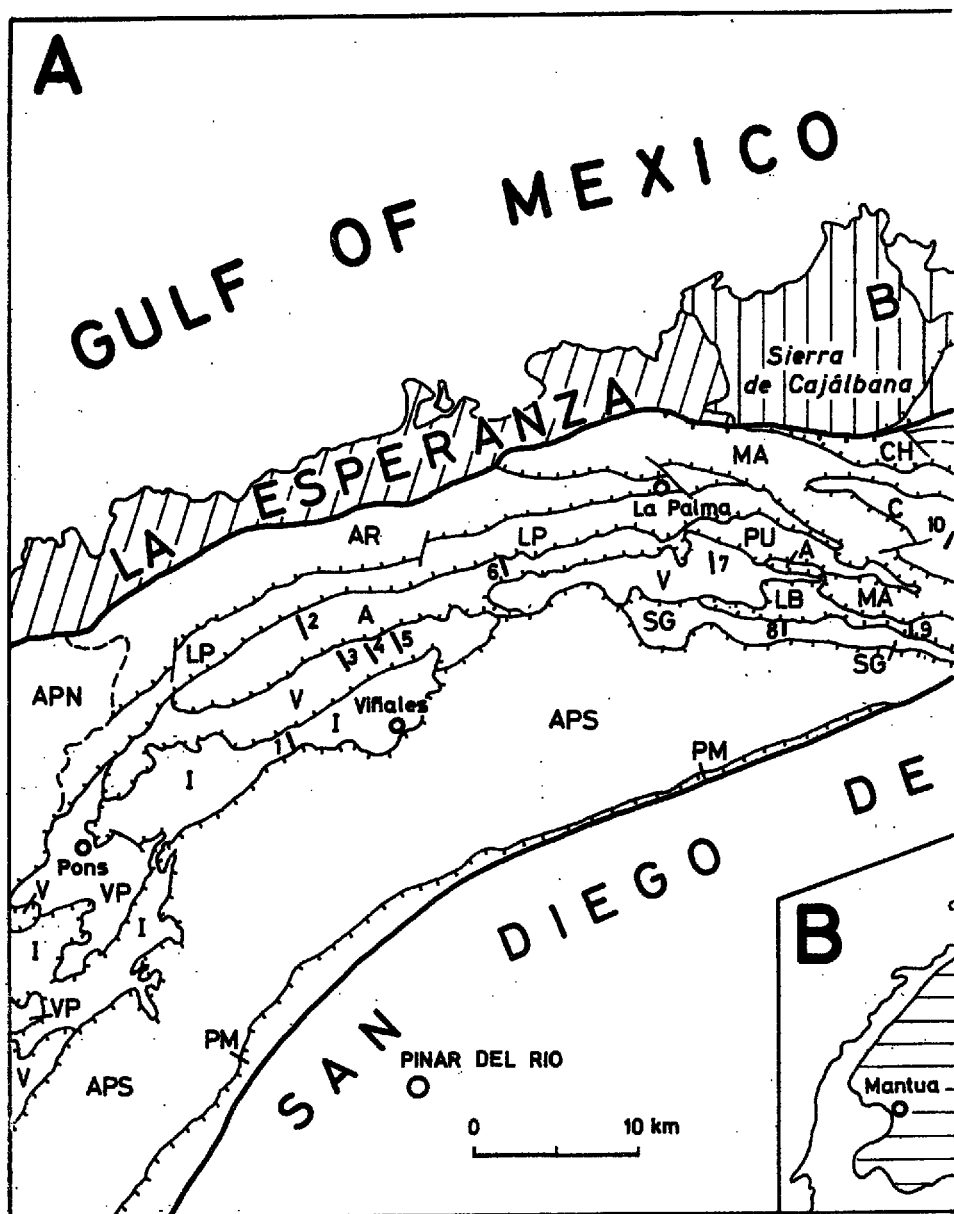 A
GULF OF MEXICO
B
Sierra
de Cajálbana
LA ESPERANZA
MA
CH
La Palma
C
10
AR
LP
PU
A
6
7
V
LB
MA
2
A
SG
8
9
LP
3 4 5
SG
APN
V
Viñales
I
APS
1
I
PM
Pons
V
VP
I
I
VP
V
PM
APS
SAN DIEGO DE
PINAR DEL RIO
0 10 km
B
Mantua